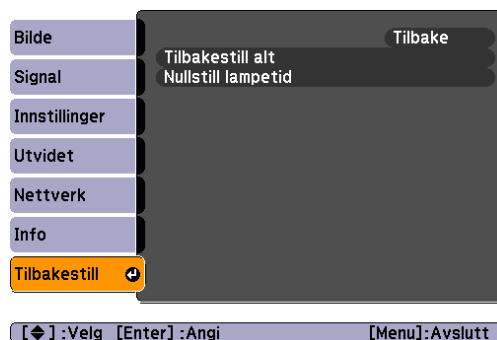 Bilde
Signal
Innstillinger
Utvidet
Nettverk
Info
Tilbakestill
Tilbake
Tilbakestill alt
Nullstill lampetid
[◆] :Velg [Enter] :Angi [Menu]:Avslutt